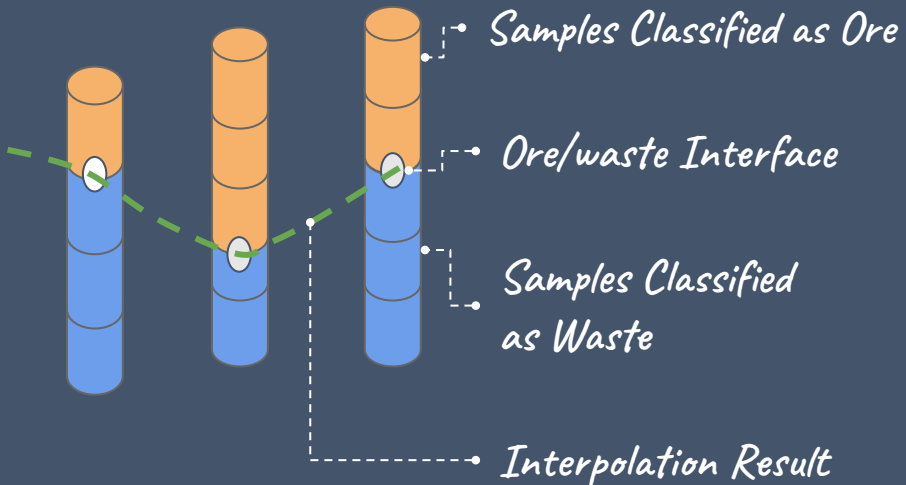 Samples Classified as Ore
Ore/waste Interface
Samples Classified
as Waste
Interpolation Result